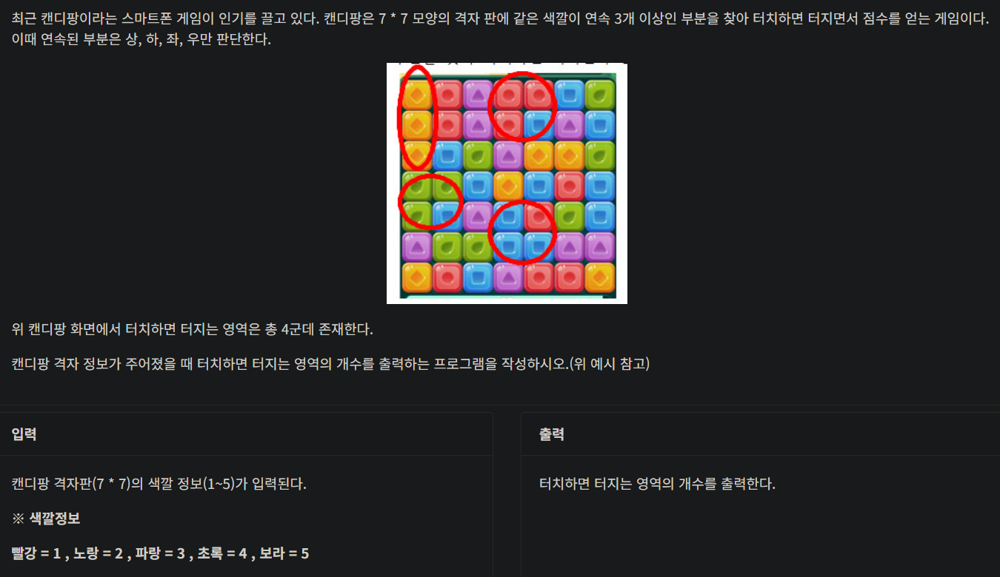 최근 캔디팡이라는 스마트폰 게임이 인기를 끌고 있다. 캔디팡은 7 * 7 모양의 격자 판에 같은 색깔이 연속 3개 이상인 부분을 찾아 터치하면 터지면서 점수를 얻는 게임이다.
이때 연속된 부분은 상, 하, 좌, 우만 판단한다.
위 캔디팡 화면에서 터치하면 터지는 영역은 총 4군데 존재한다.
캔디팡 격자 정보가 주어졌을 때 터치하면 터지는 영역의 개수를 출력하는 프로그램을 작성하시오.(위 예시 참고)
입력
캔디팡 격자판(7 * 7)의 색깔 정보(1~5)가 입력된다.
※ 색깔정보
빨강 = 1 , 노랑 = 2 , 파랑 = 3 , 초록 = 4 , 보라 = 5
출력
터치하면 터지는 영역의 개수를 출력한다.